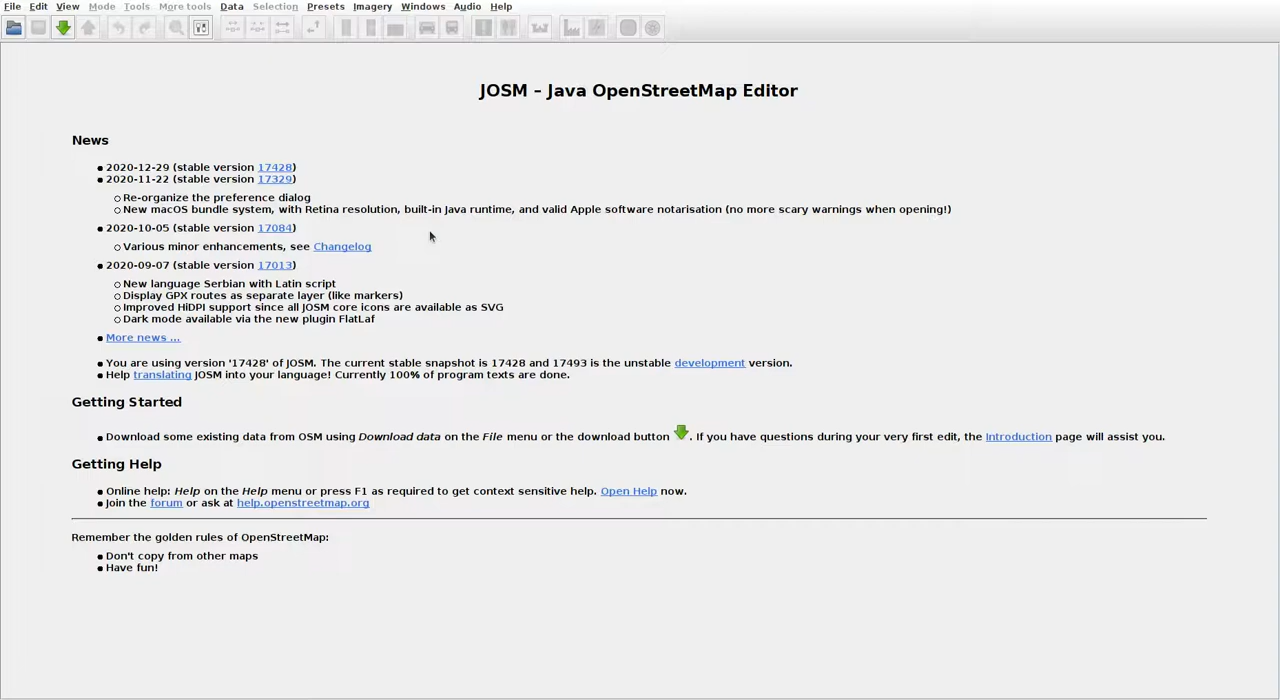 File Edit View Mode Tools More tools Data Selection Presets Imagery Windows Audio Help
JOSM – Java OpenStreetMap Editor
News
2020-12-29 (stable version 17428)
2020-11-22 (stable version 17329)
Re-organize the preference dialog
New macOS bundle system, with Retina resolution, built-in Java runtime, and valid Apple software notarisation (no more scary warnings when opening!)
2020-10-05 (stable version 17084)
Various minor enhancements, see Changelog
2020-09-07 (stable version 17013)
New language Serbian with Latin script
Display GPX routes as separate layer (like markers)
Improved HiDPI support since all JOSM core icons are available as SVG
Dark mode available via the new plugin FlatLaf
More news ...
You are using version '17428' of JOSM. The current stable snapshot is 17428 and 17493 is the unstable development version.
Help translating JOSM into your language! Currently 100% of program texts are done.
Getting Started
Download some existing data from OSM using Download data on the File menu or the download button . If you have questions during your very first edit, the Introduction page will assist you.
Getting Help
Online help: Help on the Help menu or press F1 as required to get context sensitive help. Open Help now.
Join the forum or ask at help.openstreetmap.org
Remember the golden rules of OpenStreetMap:
Don't copy from other maps
Have fun!